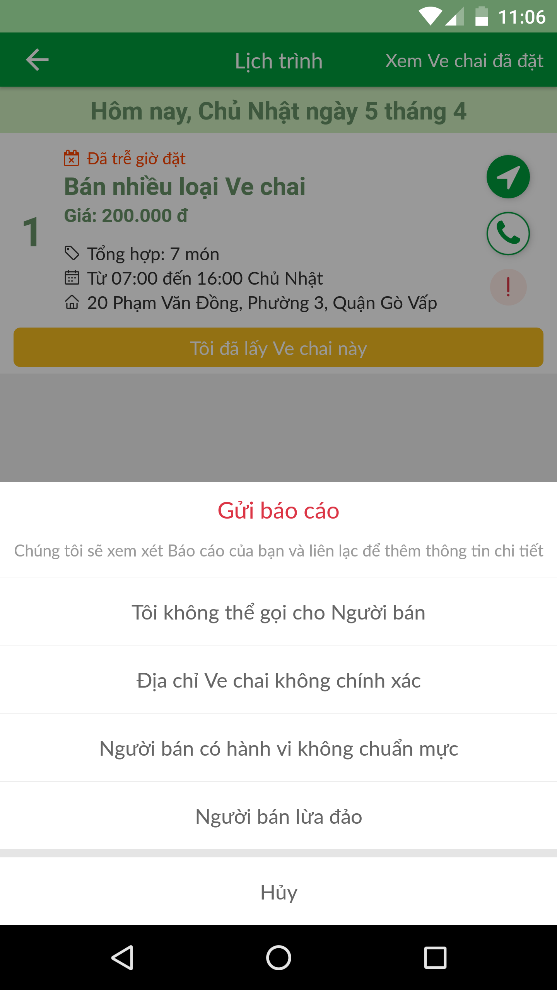 11:06
Lịch trình
Xem Ve chai đã đặt
Hôm nay, Chủ Nhật ngày 5 tháng 4
Đã trễ giờ đặt
Bán nhiều loại Ve chai
Giá: 200.000 đ
1
Tổng hợp: 7 món
Từ 07:00 đến 16:00 Chủ Nhật
20 Phạm Văn Đồng, Phường 3, Quận Gò Vấp
!
Tôi đã lấy Ve chai này
Gửi báo cáo
Chúng tôi sẽ xem xét Báo cáo của bạn và liên lạc để thêm thông tin chi tiết
Tôi không thể gọi cho Người bán
Địa chỉ Ve chai không chính xác
Người bán có hành vi không chuẩn mực
Người bán lừa đảo
Hủy